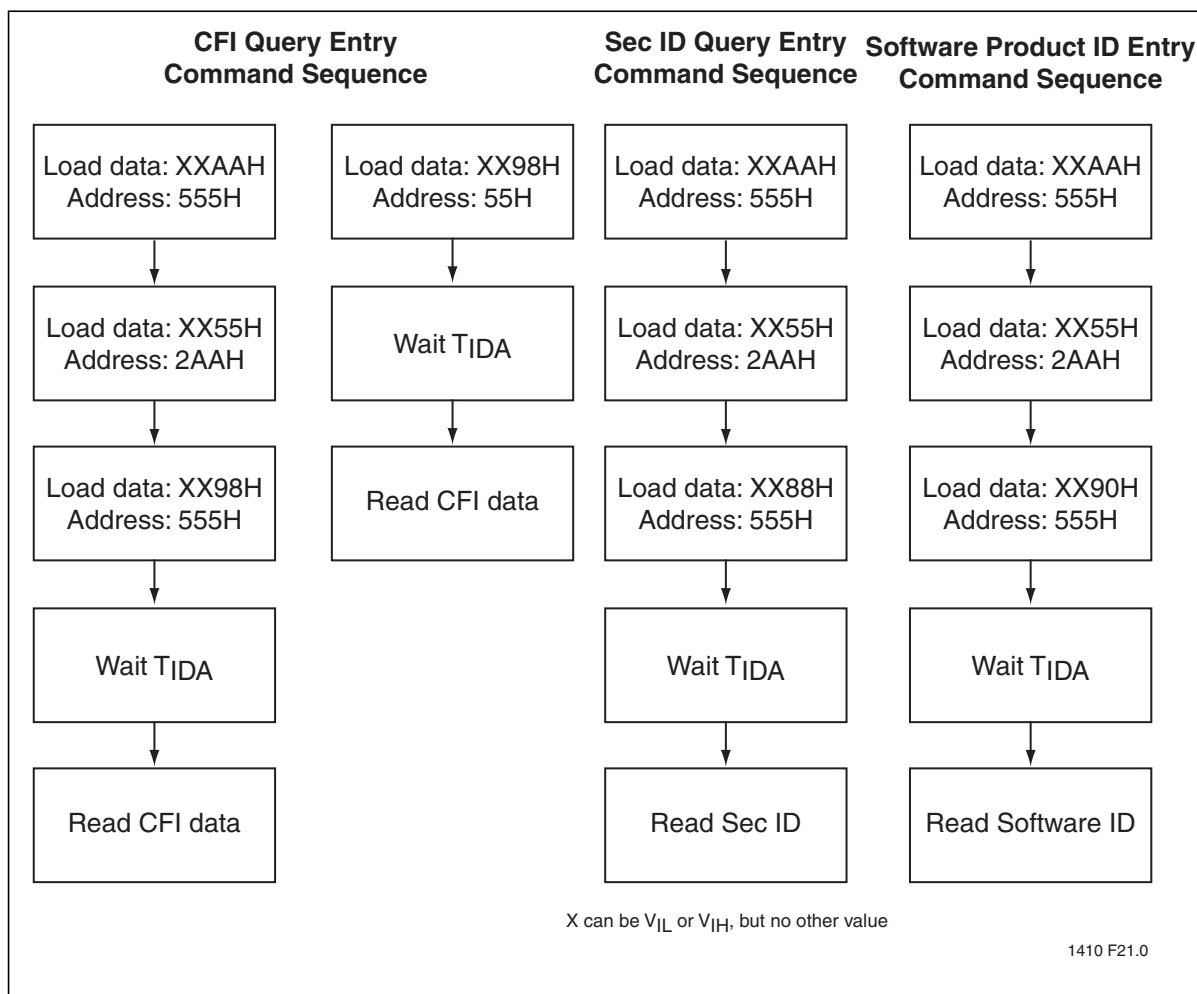 CFI Query Entry
Command Sequence
Load data: XXAAH
Address: 555H
Load data: XX55H
Address: 2AAH
Load data: XX98H
Address: 555H
Wait TIDA
Read CFI data
Load data: XX98H
Address: 55H
Wait TIDA
Read CFI data
Sec ID Query Entry
Command Sequence
Load data: XXAAH
Address: 555H
Load data: XX55H
Address: 2AAH
Load data: XX88H
Address: 555H
Wait TIDA
Read Sec ID
Software Product ID Entry
Command Sequence
Load data: XXAAH
Address: 555H
Load data: XX55H
Address: 2AAH
Load data: XX90H
Address: 555H
Wait TIDA
Read Software ID
X can be VIL or VIH, but no other value
1410 F21.0